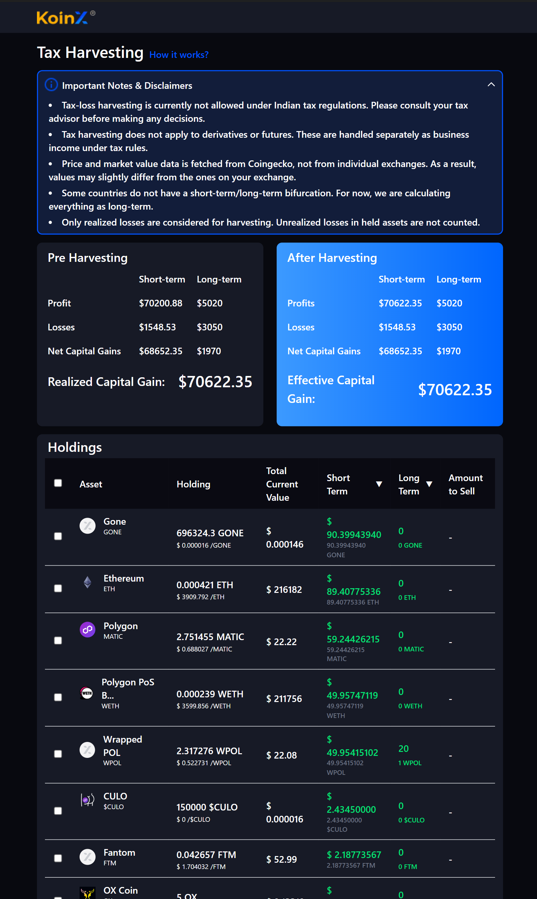 KoinX®
Tax Harvesting How it works?
Important Notes & Disclaimers
• Tax-loss harvesting is currently not allowed under Indian tax regulations. Please consult your tax
advisor before making any decisions.
• Tax harvesting does not apply to derivatives or futures. These are handled separately as business
income under tax rules.
• Price and market value data is fetched from Coingecko, not from individual exchanges. As a result,
values may slightly differ from the ones on your exchange.
• Some countries do not have a short-term/long-term bifurcation. For now, we are calculating
everything as long-term.
• Only realized losses are considered for harvesting. Unrealized losses in held assets are not counted.
Pre Harvesting
Short-term Long-term
Profit $70200.88 $5020
Losses $1548.53 $3050
Net Capital Gains $68652.35 $1970
Realized Capital Gain: $70622.35
After Harvesting
Short-term Long-term
Profits $70622.35 $5020
Losses $1548.53 $3050
Net Capital Gains $68652.35 $1970
Effective Capital
Gain: $70622.35
Holdings
Asset Holding Total Current Value Short Term ▼ Long Term ▼ Amount to Sell
Gone 696324.3 GONE $ 0.000146 $ 90.39943940 0 -
GONE $ 0.000016 /GONE 90.39943940 GONE 0 GONE
Ethereum 0.000421 ETH $ 216182 $ 89.40775336 0 -
ETH $ 3909.792 /ETH 89.40775336 ETH 0 ETH
Polygon 2.751455 MATIC $ 22.22 $ 59.24426215 0 -
MATIC $ 0.688027 /MATIC 59.24426215 MATIC 0 MATIC
Polygon PoS B... 0.000239 WETH $ 211756 $ 49.95747119 0 -
WETH $ 3599.856 /WETH 49.95747119 WETH 0 WETH
Wrapped POL 2.317276 WPOL $ 22.08 $ 49.95415102 20 -
WPOL $ 0.522731 /WPOL 49.95415102 WPOL 1 WPOL
CULO 150000 $CULO $ 0.000016 $ 2.43450000 0 -
$CULO $ 0 /$CULO 2.43450000 $CULO 0 $CULO
Fantom 0.042657 FTM $ 52.99 $ 2.18773567 0 -
FTM $ 1.704032 /FTM 2.18773567 FTM 0 FTM
OX Coin 5 OX $ 0